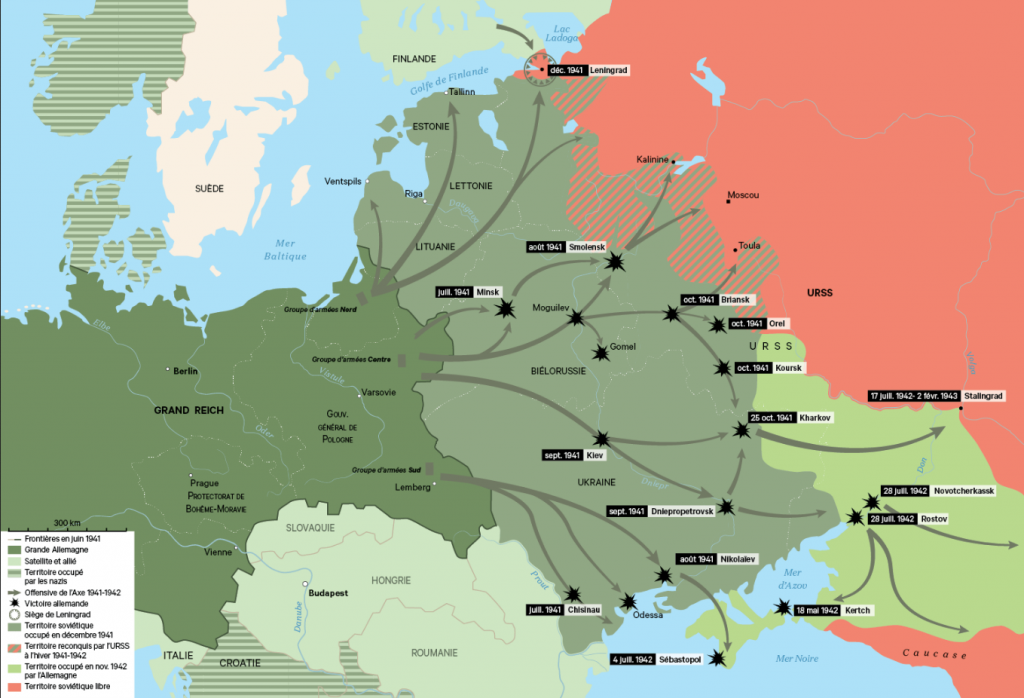 Lac
Ladoga
FINLANDE
déc. 1941 Leningrad
Golfe de Finlande
Tallinn
ESTONIE
Kalinine
Ventspils
SUÈDE
LETTONIE
Riga
Moscou
Mer
Baltique
LITUANIE
août 1941 Smolensk
Toula
juill. 1941 Minsk
URSS
Groupe d'armées Nord
Moguilev
oct. 1941 Briansk
Elbe
oct. 1941 Orel
Gomel
URSS
Groupe d'armées Centre
Volga
Berlin
Vistule
BIÉLORUSSIE
oct. 1941 Koursk
Varsovie
17 juill. 1942- 2 févr. 1943 Stalingrad
GRAND REICH
GOUV.
GÉNÉRAL DE
POLOGNE
25 oct. 1941 Kharkov
Oder
sept. 1941 Kiev
Groupe d'armées Sud
Don
Prague
Lemberg
UKRAINE
Dniepr
PROTECTORAT DE
BOHÊME-MORAVIE
28 juill. 1942 Novotcherkassk
sept. 1941 Dniepropetrovsk
28 juill. 1942 Rostov
300 km
SLOVAQUIE
Vienne
août 1941 Nikolaïev
HONGRIE
Prout
Mer
d'Azov
Budapest
juill. 1941 Chisinau
Odessa
18 mai 1942 Kertch
Danube
ITALIE
CROATIE
ROUMANIE
4 juill. 1942 Sébastopol
Mer Noire
Caucase
Frontières en juin 1941
Grande Allemagne
Satellite et allié
Territoire occupé
par les nazis
Offensive de l'Axe 1941-1942
Victoire allemande
Siège de Leningrad
Territoire soviétique
occupé en décembre 1941
Territoire reconquis par l'URSS
à l'hiver 1941-1942
Territoire occupé en nov. 1942
par l'Allemagne
Territoire soviétique libre